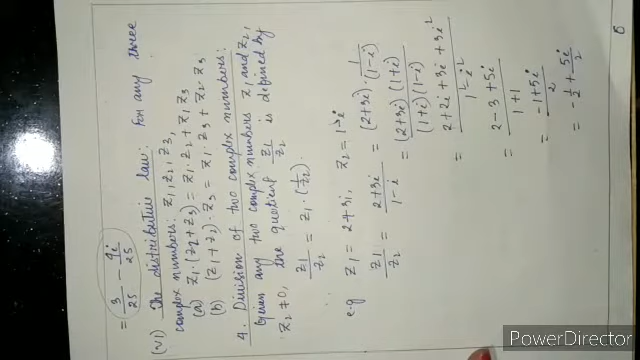 = 3/25 - 4i/25
(VI) The distributive law: For any three
complex numbers: z1, z2, z3,
(a) z1·(z2+z3) = z1 z2 + z1 z3
(b) (z1+z2)·z3 = z1·z3 + z2·z3
4. Division of two complex numbers:
Given any two complex numbers z1 and z2,
z2 ≠ 0, the quotient z1/z2 is defined by
z1/z2 = z1·(1/z2).
e.g z1 = 2+3i, z2 = 1-i
z1/z2 = 2+3i/1-i = (2+3i)·1/(1-i)
= (2+3i)(1+i)/(1+i)(1-i)
= 2+2i+3i+3i²/1²-i²
= 2-3+5i/1+1
= -1+5i/2
= -1/2 + 5i/2
PowerDirector